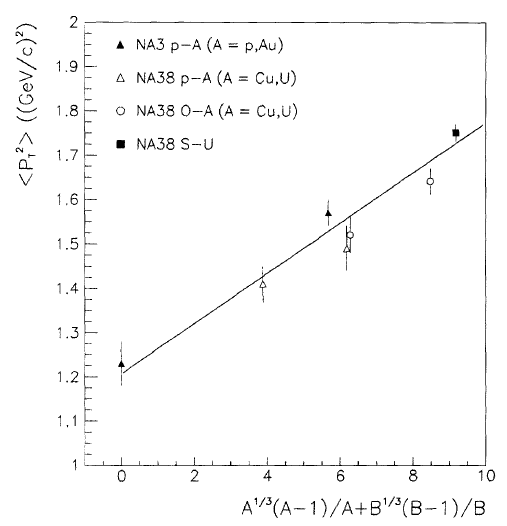 2
1.9
1.8
1.7
1.6
1.5
1.4
1.3
1.2
1.1
1
<P_T^2> ((GeV/c)^2)
▲ NA3 p-A (A = p,Au)
△ NA38 p-A (A = Cu,U)
○ NA38 O-A (A = Cu,U)
■ NA38 S-U
0 2 4 6 8 10
A^1/3(A-1)/A+B^1/3(B-1)/B